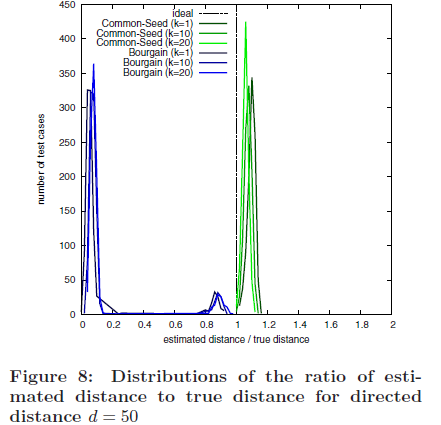 450
400
350
300
250
200
150
100
50
0
number of test cases
ideal
Common-Seed (k=1)
Common-Seed (k=10)
Common-Seed (k=20)
Bourgain (k=1)
Bourgain (k=10)
Bourgain (k=20)
0 0.2 0.4 0.6 0.8 1 1.2 1.4 1.6 1.8 2
estimated distance / true distance
Figure 8: Distributions of the ratio of esti-
mated distance to true distance for directed
distance d = 50